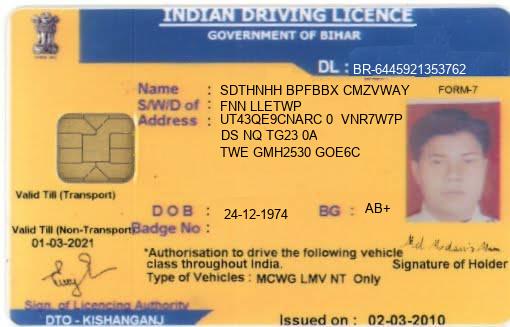 INDIAN DRIVING LICENCE
GOVERNMENT OF BIHAR
DL : BR-6445921353762
Name : SDTHNHH BPFBBX CMZVWAY FORM-7
S/W/D of : FNN LLETWP
Address : UT43QE9CNARC 0 VNR7W7P
DS NQ TG23 0A
TWE GMH2530 GOE6C
Valid Till (Transport)
DOB : 24-12-1974 BG : AB+
Valid Till (Non-Transport)
Badge No :
01-03-2021
*Authorisation to drive the following vehicle
class throughout India.
Signature of Holder
Type of Vehicles : MCWG LMV NT Only
Sign. of Licencing Authority
DTO - KISHANGANJ
Issued on : 02-03-2010